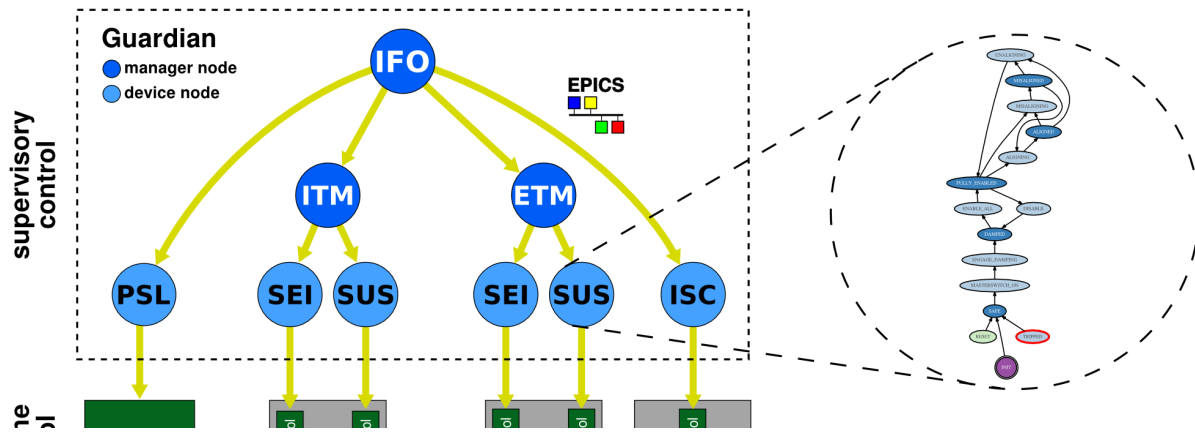 Guardian
manager node
device node
IFO
EPICS
ITM
ETM
PSL
SEI
SUS
SEI
SUS
ISC
supervisory
control
UNALIGNING
MISALIGNED
MISALIGNING
ALIGNED
ALIGNING
FULLY_ENABLED
ENABLE_ALL
DISABLE
DAMPED
ENGAGE_DAMPING
MASTERSWITCH_ON
SAFE
RESET
TRIPPED
INIT